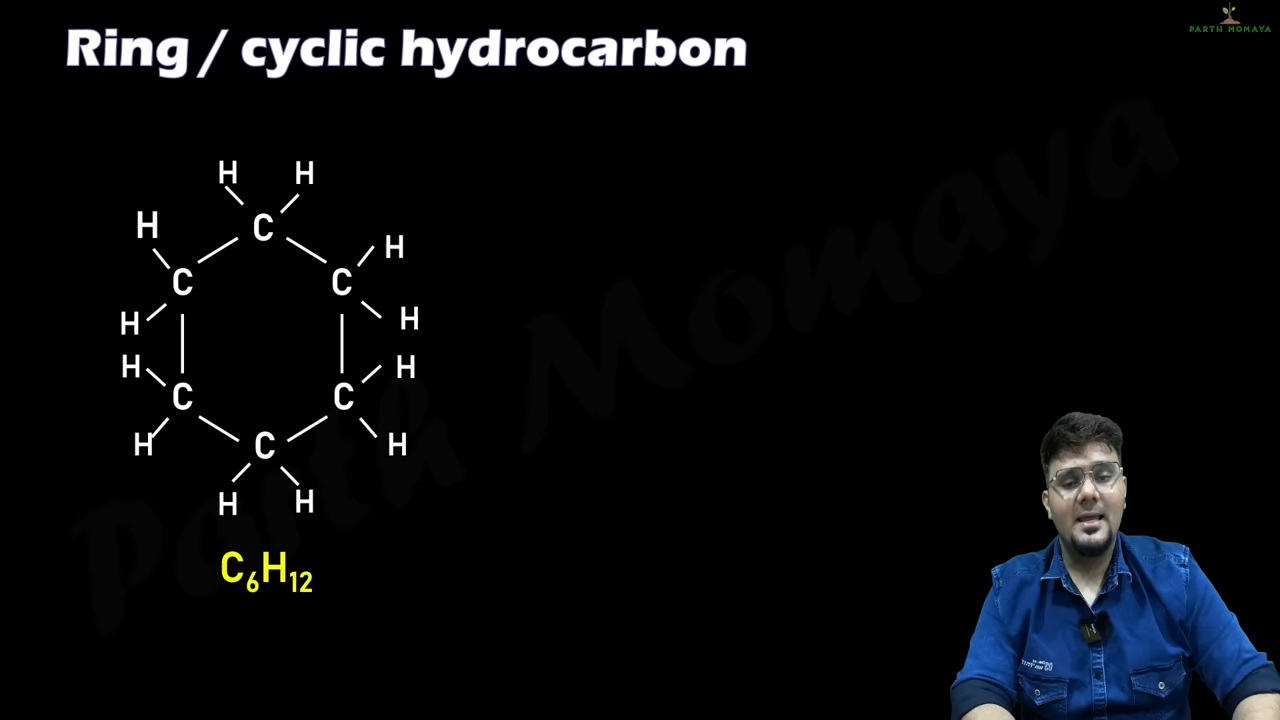 Ring / cyclic hydrocarbon
PARTH MOMAYA
H H
H C H
C C
H H
H H
C C
H C H
H H
C₆H₁₂
Parth Momaya